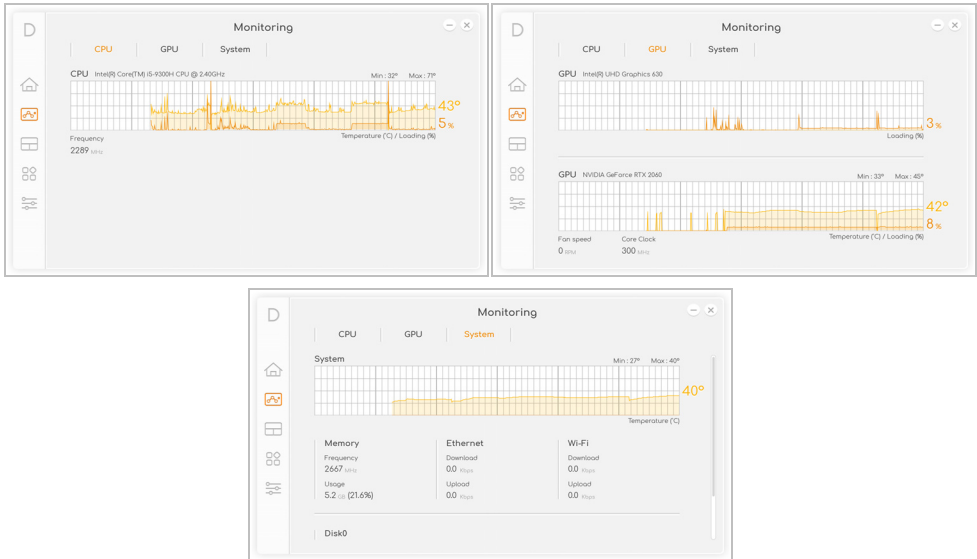 D
Monitoring
CPU GPU System
CPU Intel(R) Core(TM) i5-9300H CPU @ 2.40GHz Min : 32° Max : 71°
43°
5 %
Temperature (°C) / Loading (%)
Frequency
2289 MHz
D
Monitoring
CPU GPU System
GPU Intel(R) UHD Graphics 630
3 %
Loading (%)
GPU NVIDIA GeForce RTX 2060 Min : 33° Max : 45°
42°
8 %
Temperature (°C) / Loading (%)
Fan speed Core Clock
0 RPM 300 MHz
D
Monitoring
CPU GPU System
System Min : 27° Max : 40°
40°
Temperature (°C)
Memory Ethernet Wi-Fi
Frequency Download Download
2667 MHz 0.0 Kbps 0.0 Kbps
Usage Upload Upload
5.2 GB (21.6%) 0.0 Kbps 0.0 Kbps
Disk0